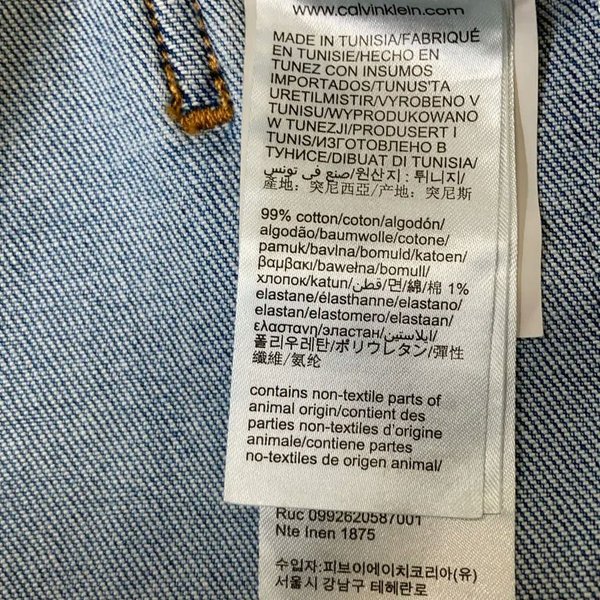 www.calvinklein.com
MADE IN TUNISIA/FABRIQUÉ
EN TUNISIE/HECHO EN
TUNEZ CON INSUMOS
IMPORTADOS/TUNUS'TA
URETILMISTIR/VYROBENO V
TUNISU/WYPRODUKOWANO
W TUNEZJI/PRODUSERT I
TUNIS/ИЗГОТОВЛЕНО В
ТУНИСЕ/DIBUAT DI TUNISIA/
صنع في تونس/원산지 : 튀니지/
產地：突尼西亞/产地：突尼斯
99% cotton/coton/algodón/
algodão/baumwolle/cotone/
pamuk/bavlna/bomuld/katoen/
βαμβακι/bawełna/bomull/
хлопок/katun/قطن/면/綿/棉 1%
elastane/élasthanne/elastano/
elastan/elastomero/elastaan/
ελαστανη/эластан/ايلاستين/
폴리우레탄/ポリウレタン/彈性
纖維/氨纶
contains non-textile parts of
animal origin/contient des
parties non-textiles d'origine
animale/contiene partes
no-textiles de origen animal/
Ruc 0992620587001
Nte Inen 1875
수입자:피브이에이치코리아(유)
서울시 강남구 테헤란로